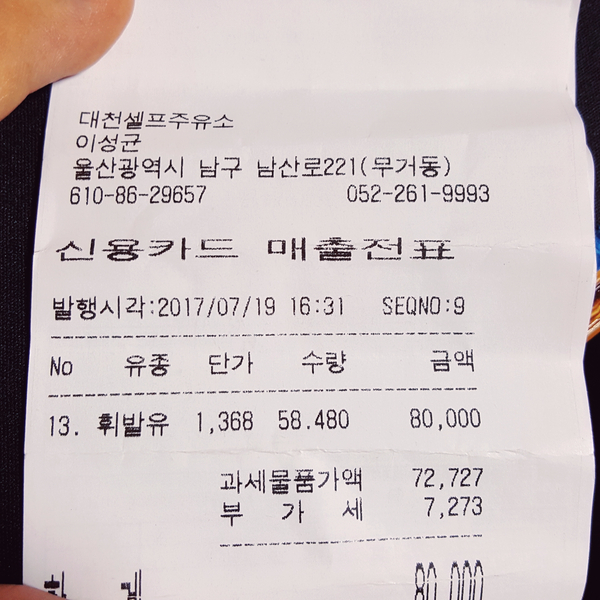 대천셀프주유소
이성균
울산광역시 남구 남산로221(무거동)
610-86-29657 052-261-9993
신용카드 매출전표
발행시각:2017/07/19 16:31 SEQNO:9
No 유종 단가 수량 금액
13. 휘발유 1,368 58.480 80,000
과세물품가액 72,727
부 가 세 7,273
80,000